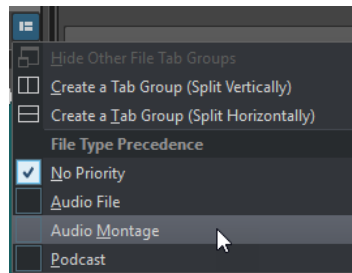 Hide Other File Tab Groups
Create a Tab Group (Split Vertically)
Create a Tab Group (Split Horizontally)
File Type Precedence
No Priority
Audio File
Audio Montage
Podcast